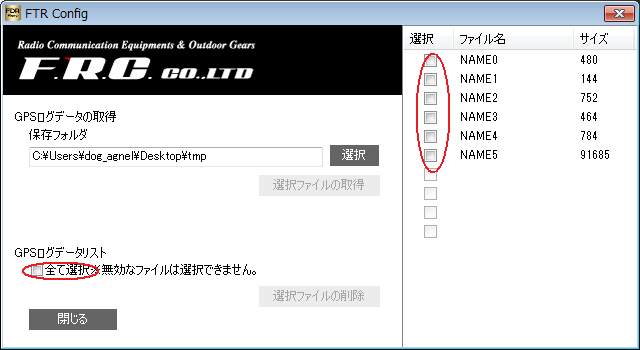 FTR Config
Radio Communication Equipments & Outdoor Gears
F.R.C. CO.,LTD
GPSログデータの取得
保存フォルダ
C:¥Users¥dog_agnel¥Desktop¥tmp
選択
選択ファイルの取得
GPSログデータリスト
全て選択※無効なファイルは選択できません。
選択ファイルの削除
閉じる
選択 ファイル名 サイズ
NAME0 480
NAME1 144
NAME2 752
NAME3 464
NAME4 784
NAME5 91685